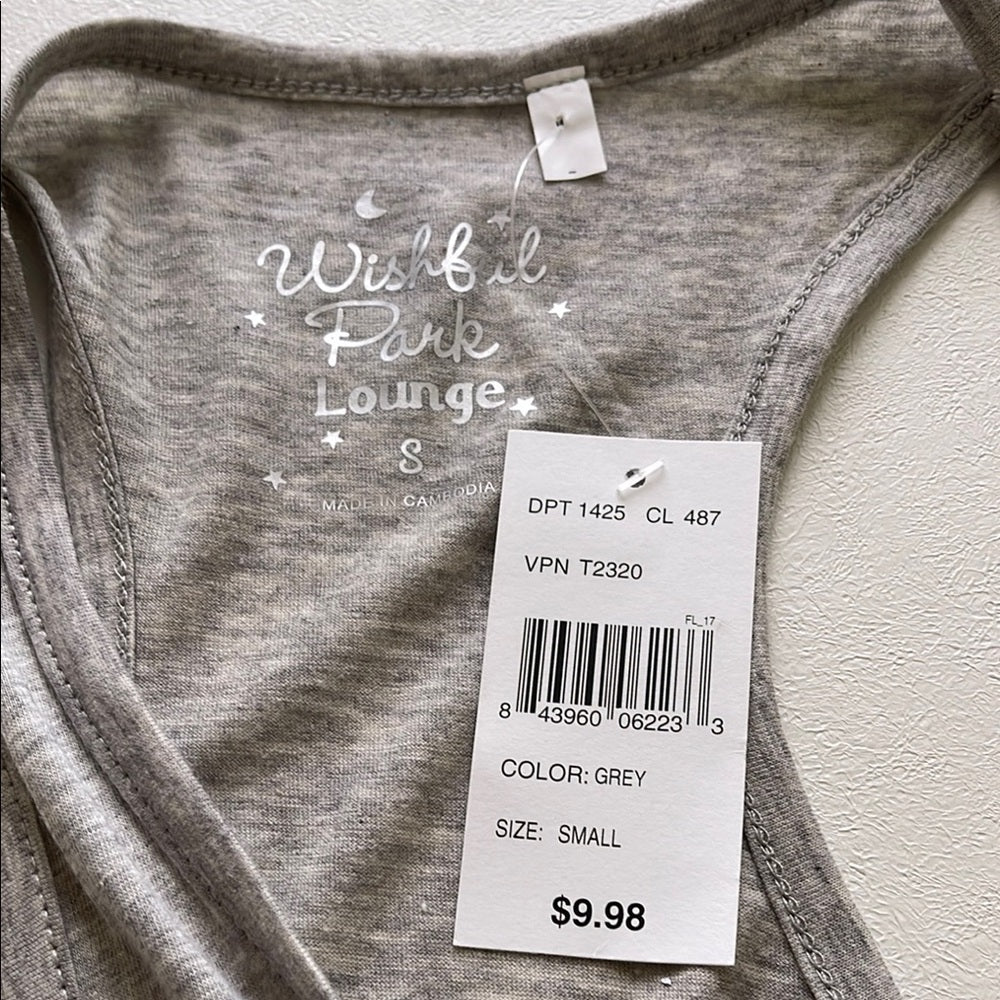 Wishful
Park
Lounge
S
MADE IN CAMBODIA
DPT 1425 CL 487
VPN T2320
FL_17
8 43960 06223 3
COLOR: GREY
SIZE: SMALL
$9.98